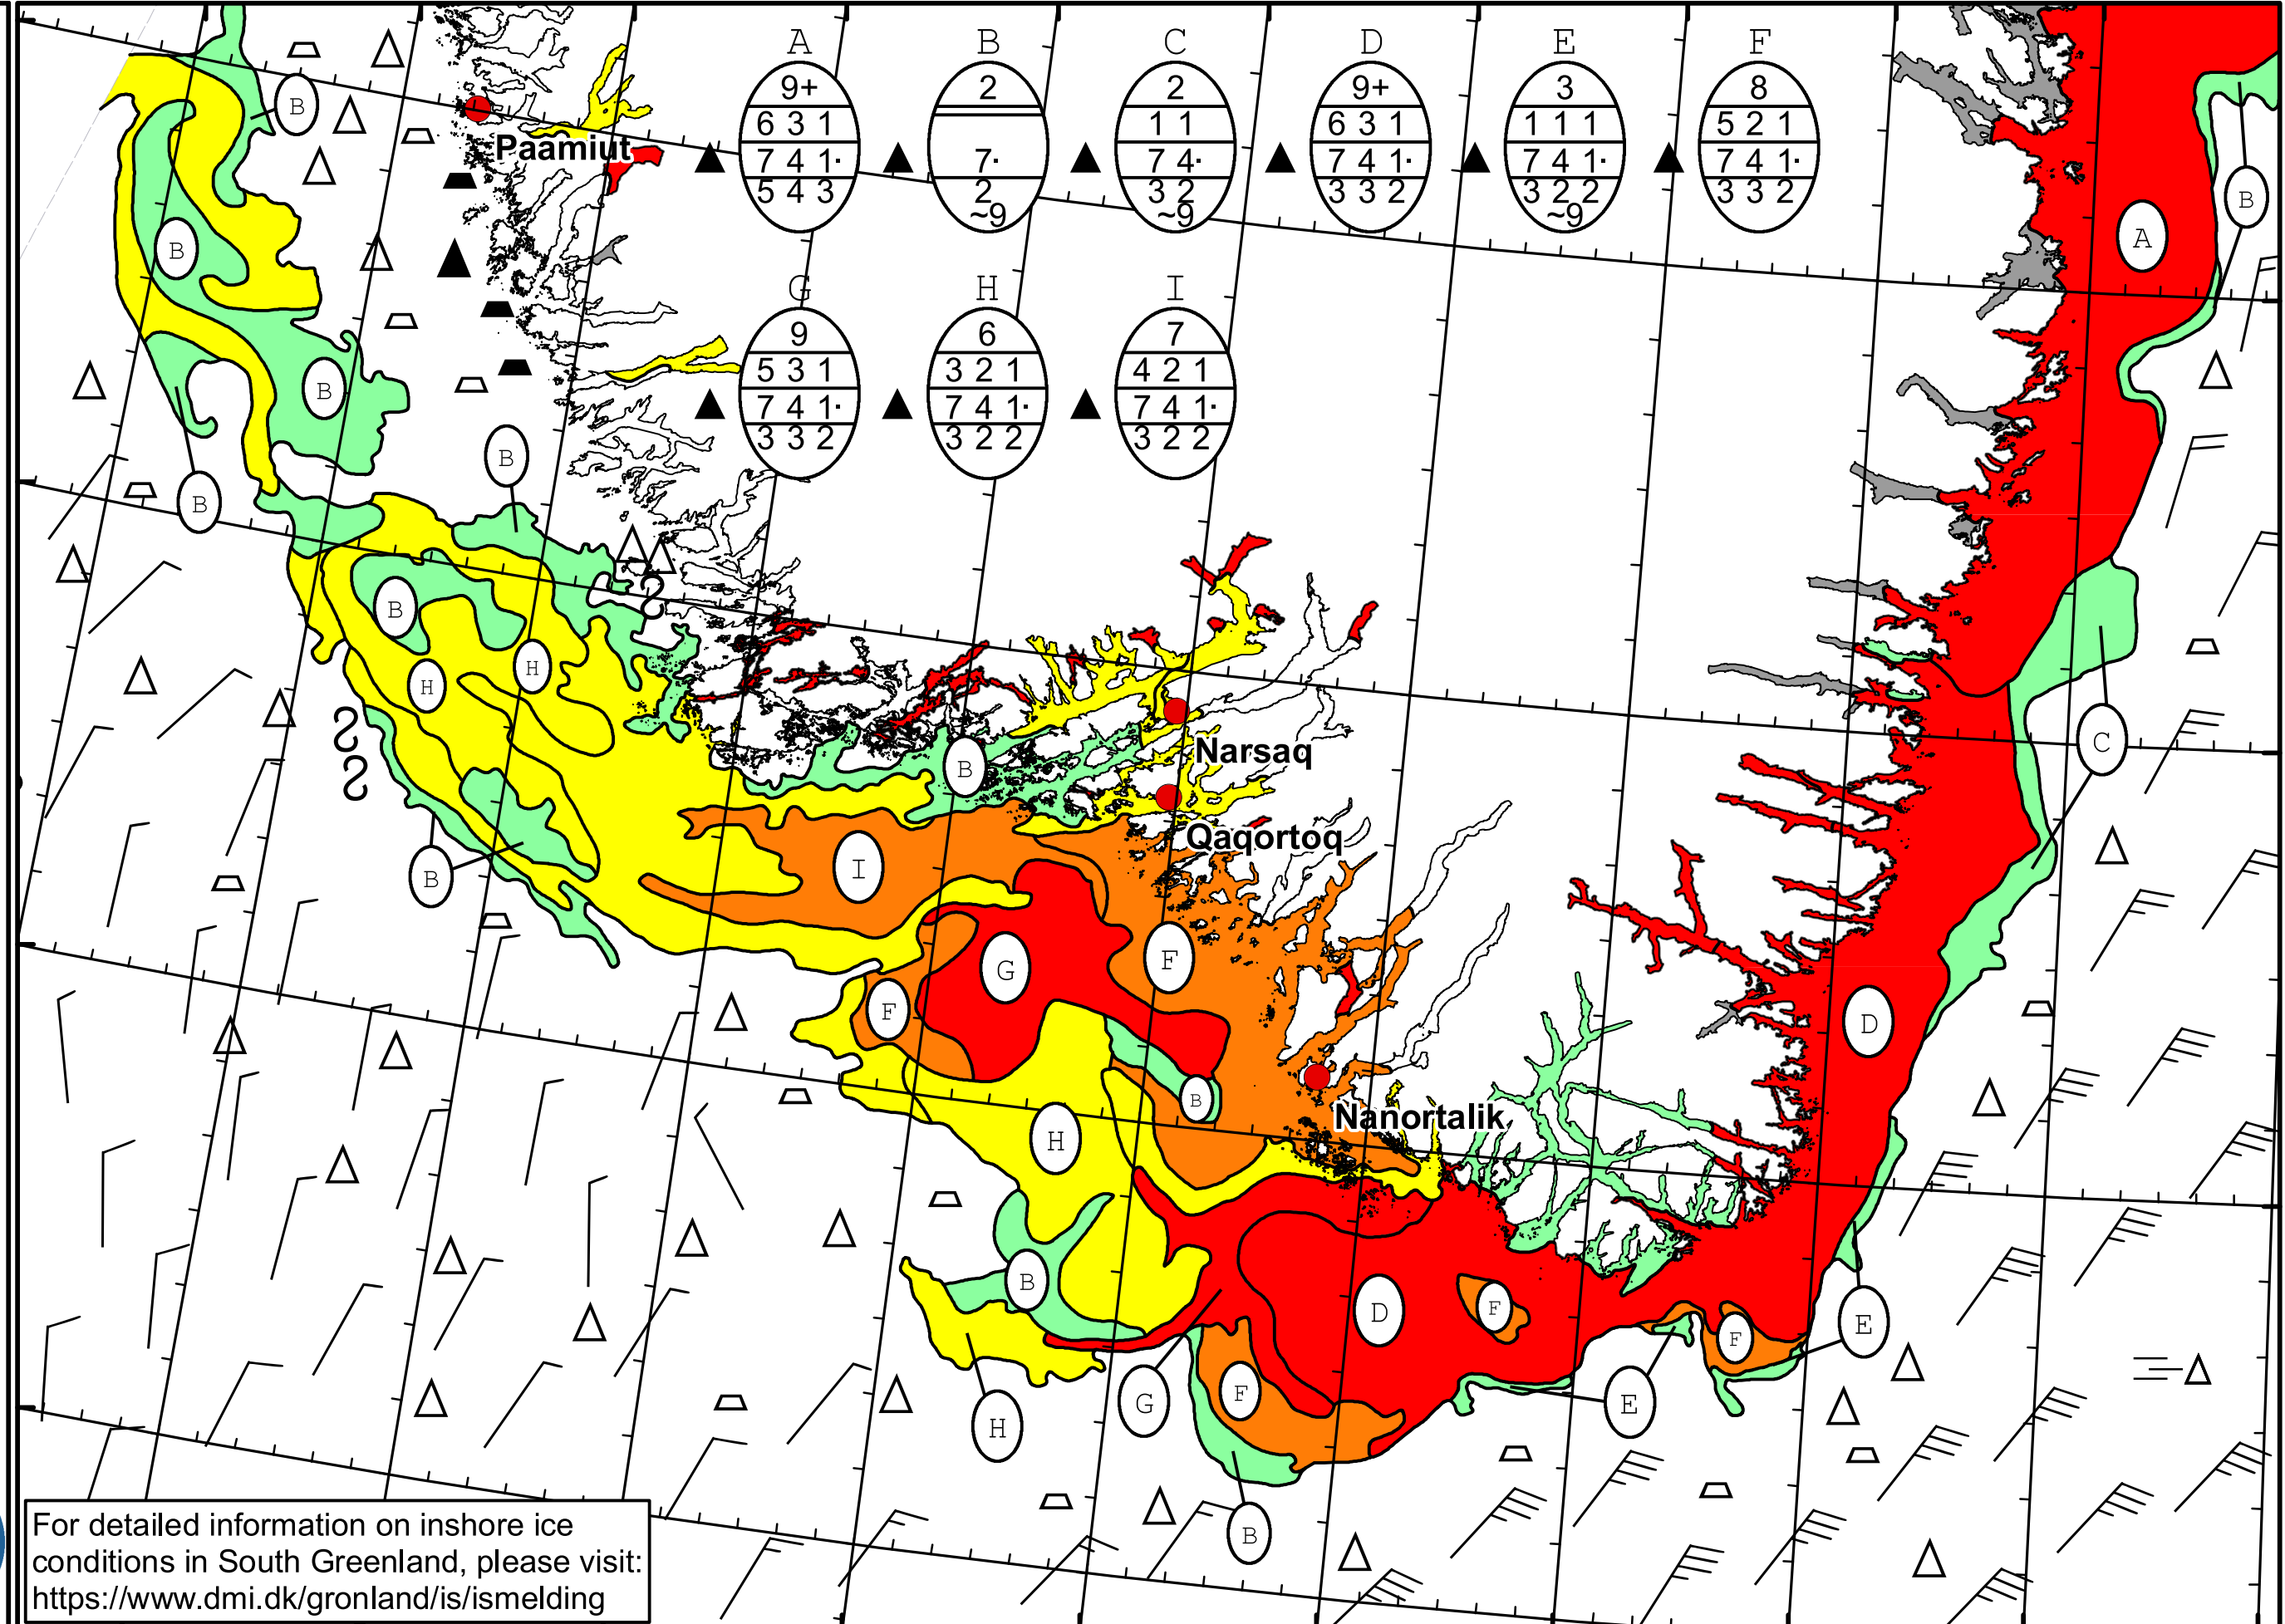 A B C D E F
9+ 2 2 9+ 3 8
6 3 1 1 1 6 3 1 1 1 1 5 2 1
7 4 1· 7· 7 4· 7 4 1· 7 4 1· 7 4 1·
5 4 3 2 3 2 3 3 2 3 2 2 3 3 2
~9 ~9 ~9
G H I
9 6 7
5 3 1 3 2 1 4 2 1
7 4 1· 7 4 1· 7 4 1·
3 3 2 3 2 2 3 2 2
B
Paamiut
B
A
B
B
B
B
B
B
H
H
C
Narsaq
B
Qaqortoq
I
B
F
G
F
D
B
Nanortalik
H
B
D
F
E
F
G
F
E
H
B
For detailed information on inshore ice
conditions in South Greenland, please visit:
https://www.dmi.dk/gronland/is/ismelding